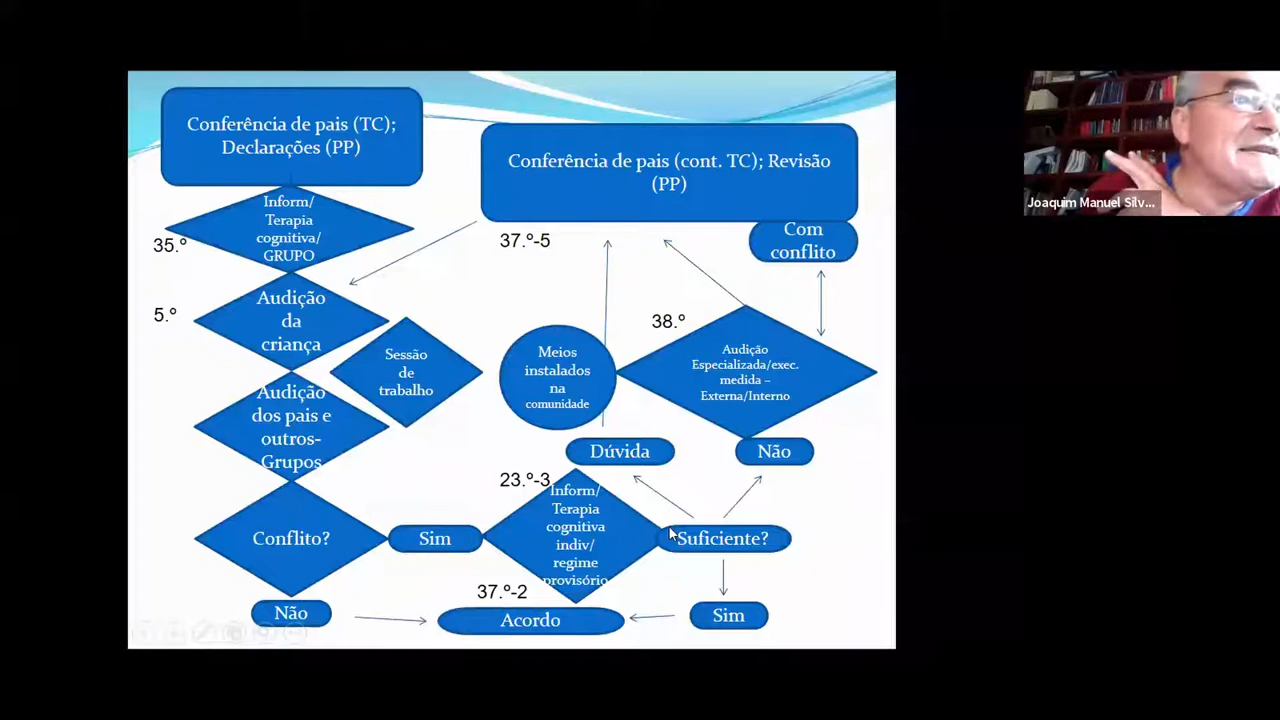 Conferência de pais (TC);
Declarações (PP)
Conferência de pais (cont. TC); Revisão
(PP)
Inform/
Terapia
cognitiva/
GRUPO
35.º
37.º-5
Com
conflito
Audição
da
criança
5.º
38.º
Sessão
de
trabalho
Meios
instalados
na
comunidade
Audição
Especializada/exec.
medida –
Externa/Interno
Audição
dos pais e
outros-
Grupos
Dúvida
Não
23.º-3
Inform/
Terapia
cognitiva
indiv/
regime
provisório
Conflito?
Sim
Suficiente?
37.º-2
Não
Acordo
Sim
Joaquim Manuel Silv...